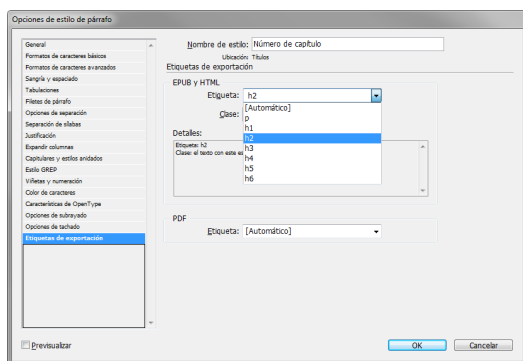 Opciones de estilo de párrafo
General
Formatos de caracteres básicos
Formatos de caracteres avanzados
Sangría y espaciado
Tabulaciones
Filetes de párrafo
Opciones de separación
Separación de sílabas
Justificación
Expandir columnas
Capitulares y estilos anidados
Estilo GREP
Viñetas y numeración
Color de caracteres
Características de OpenType
Opciones de subrayado
Opciones de tachado
Etiquetas de exportación
Nombre de estilo: Número de capítulo
Ubicación: Títulos
Etiquetas de exportación
EPUB y HTML
Etiqueta: h2
[Automático]
p
h1
h2
h3
h4
h5
h6
Clase:
Detalles:
Etiqueta: h2
Clase: el texto con este es
PDF
Etiqueta: [Automático]
Previsualizar
OK
Cancelar